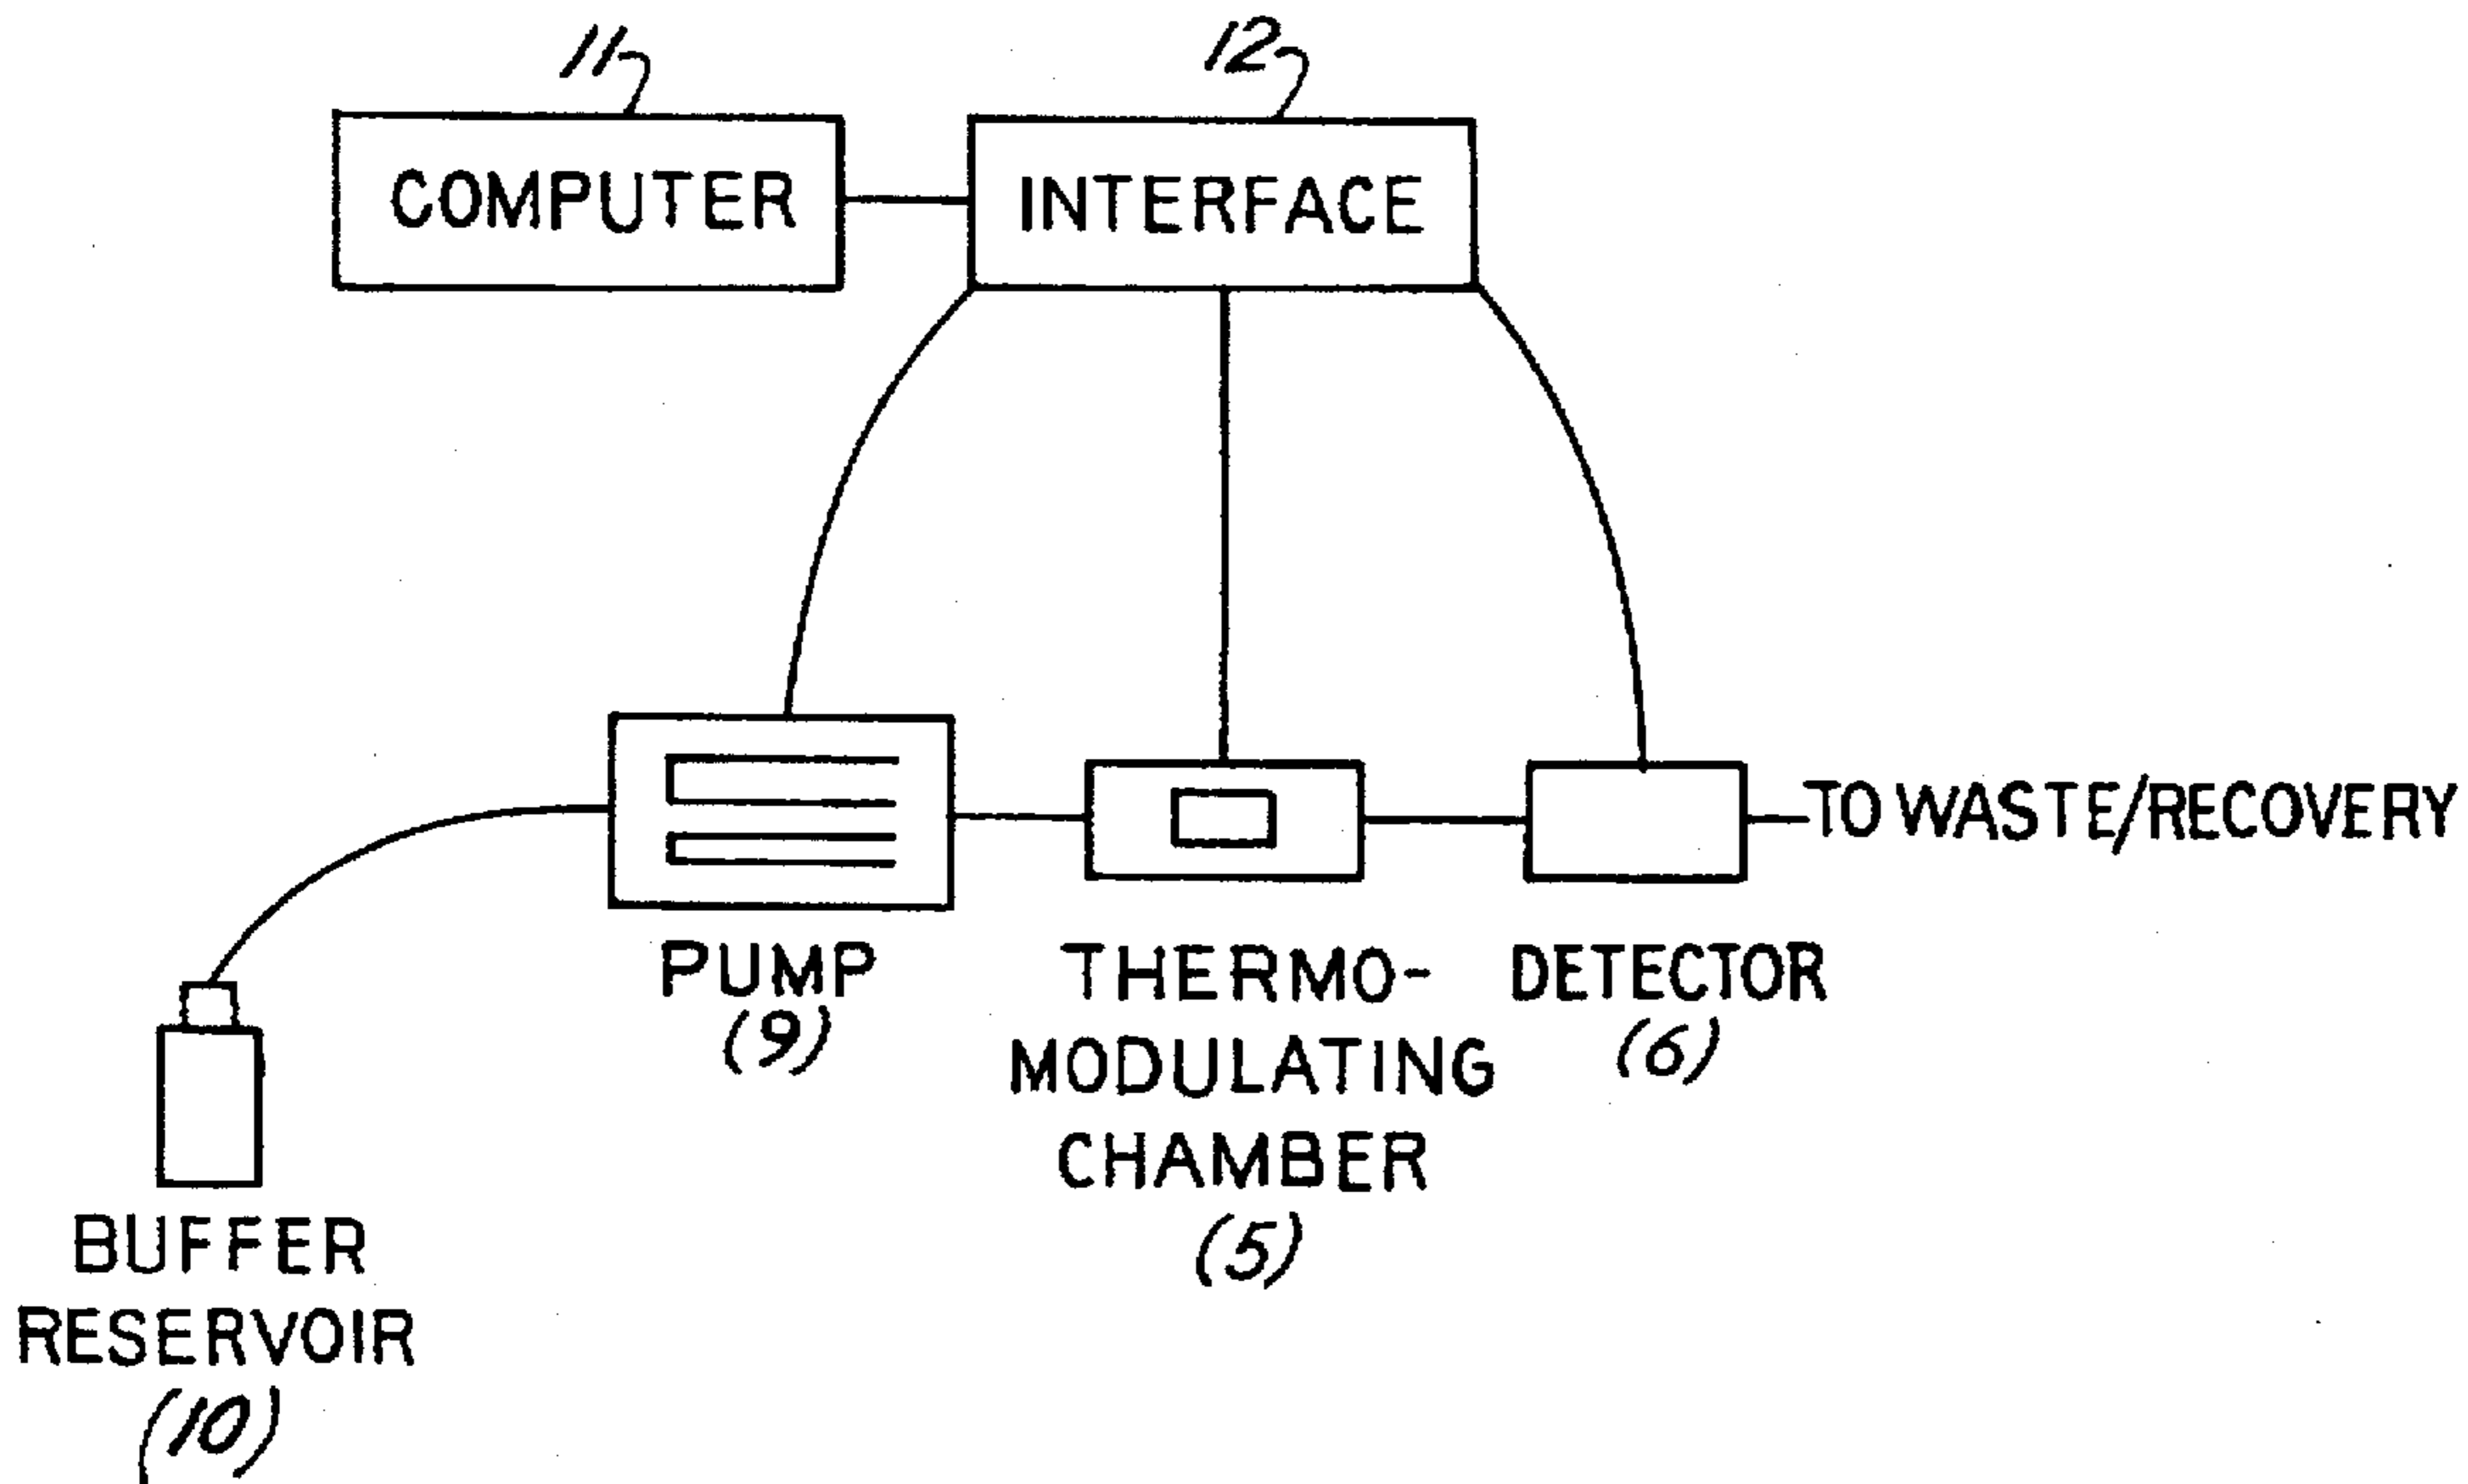 11
12
COMPUTER
INTERFACE
TO WASTE/RECOVERY
PUMP
(9)
THERMO-
MODULATING
CHAMBER
(5)
DETECTOR
(6)
BUFFER
RESERVOIR
(10)